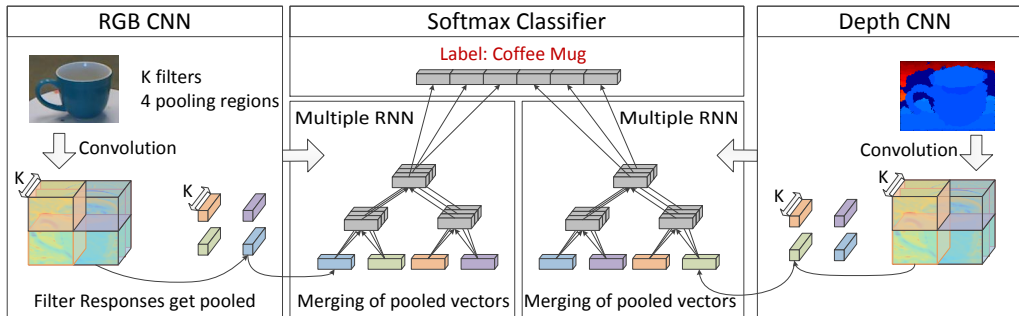 RGB CNN
K filters
4 pooling regions
Convolution
K
K
Filter Responses get pooled
Softmax Classifier
Label: Coffee Mug
Multiple RNN
Multiple RNN
Merging of pooled vectors
Merging of pooled vectors
Depth CNN
Convolution
K
K